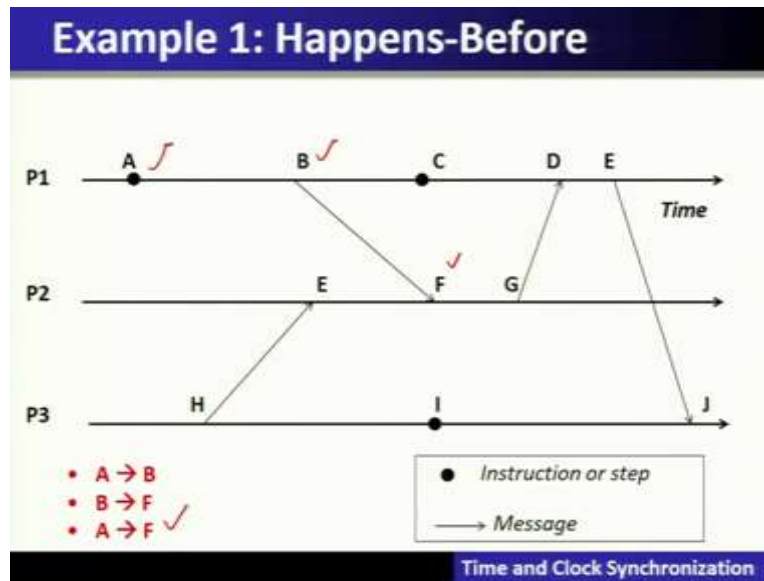 Example 1: Happens-Before
A B C D E
P1
Time
E F G
P2
H I J
P3
• A → B
• B → F
• A → F
Instruction or step
Message
Time and Clock Synchronization